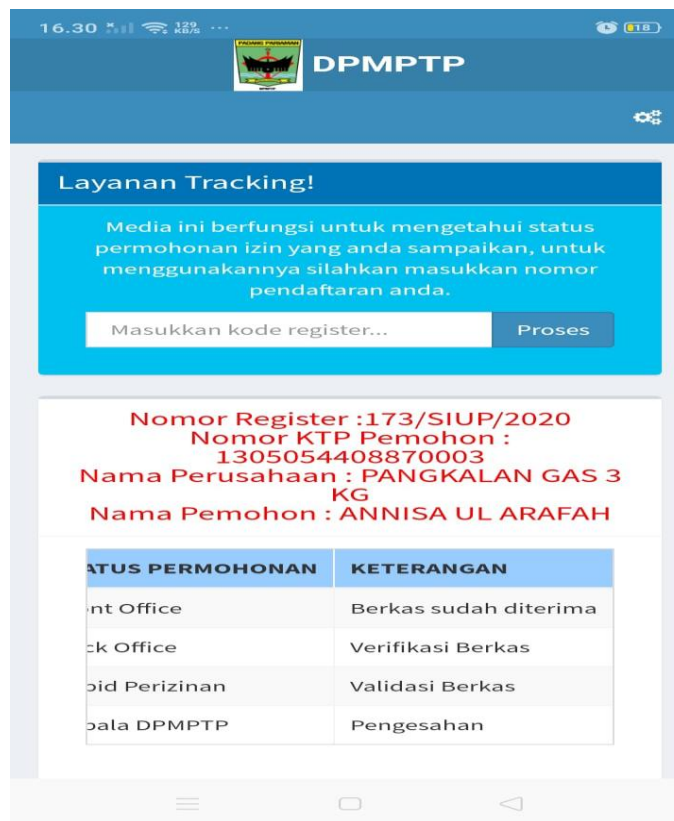 16.30 129 KB/S ... 18
PADANG PARIAMAN
DPMPTP
Layanan Tracking!
Media ini berfungsi untuk mengetahui status
permohonan izin yang anda sampaikan, untuk
menggunakannya silahkan masukkan nomor
pendaftaran anda.
Masukkan kode register... Proses
Nomor Register :173/SIUP/2020
Nomor KTP Pemohon :
1305054408870003
Nama Perusahaan : PANGKALAN GAS 3
KG
Nama Pemohon : ANNISA UL ARAFAH
ATUS PERMOHONAN KETERANGAN
nt Office Berkas sudah diterima
ck Office Verifikasi Berkas
bid Perizinan Validasi Berkas
pala DPMPTP Pengesahan